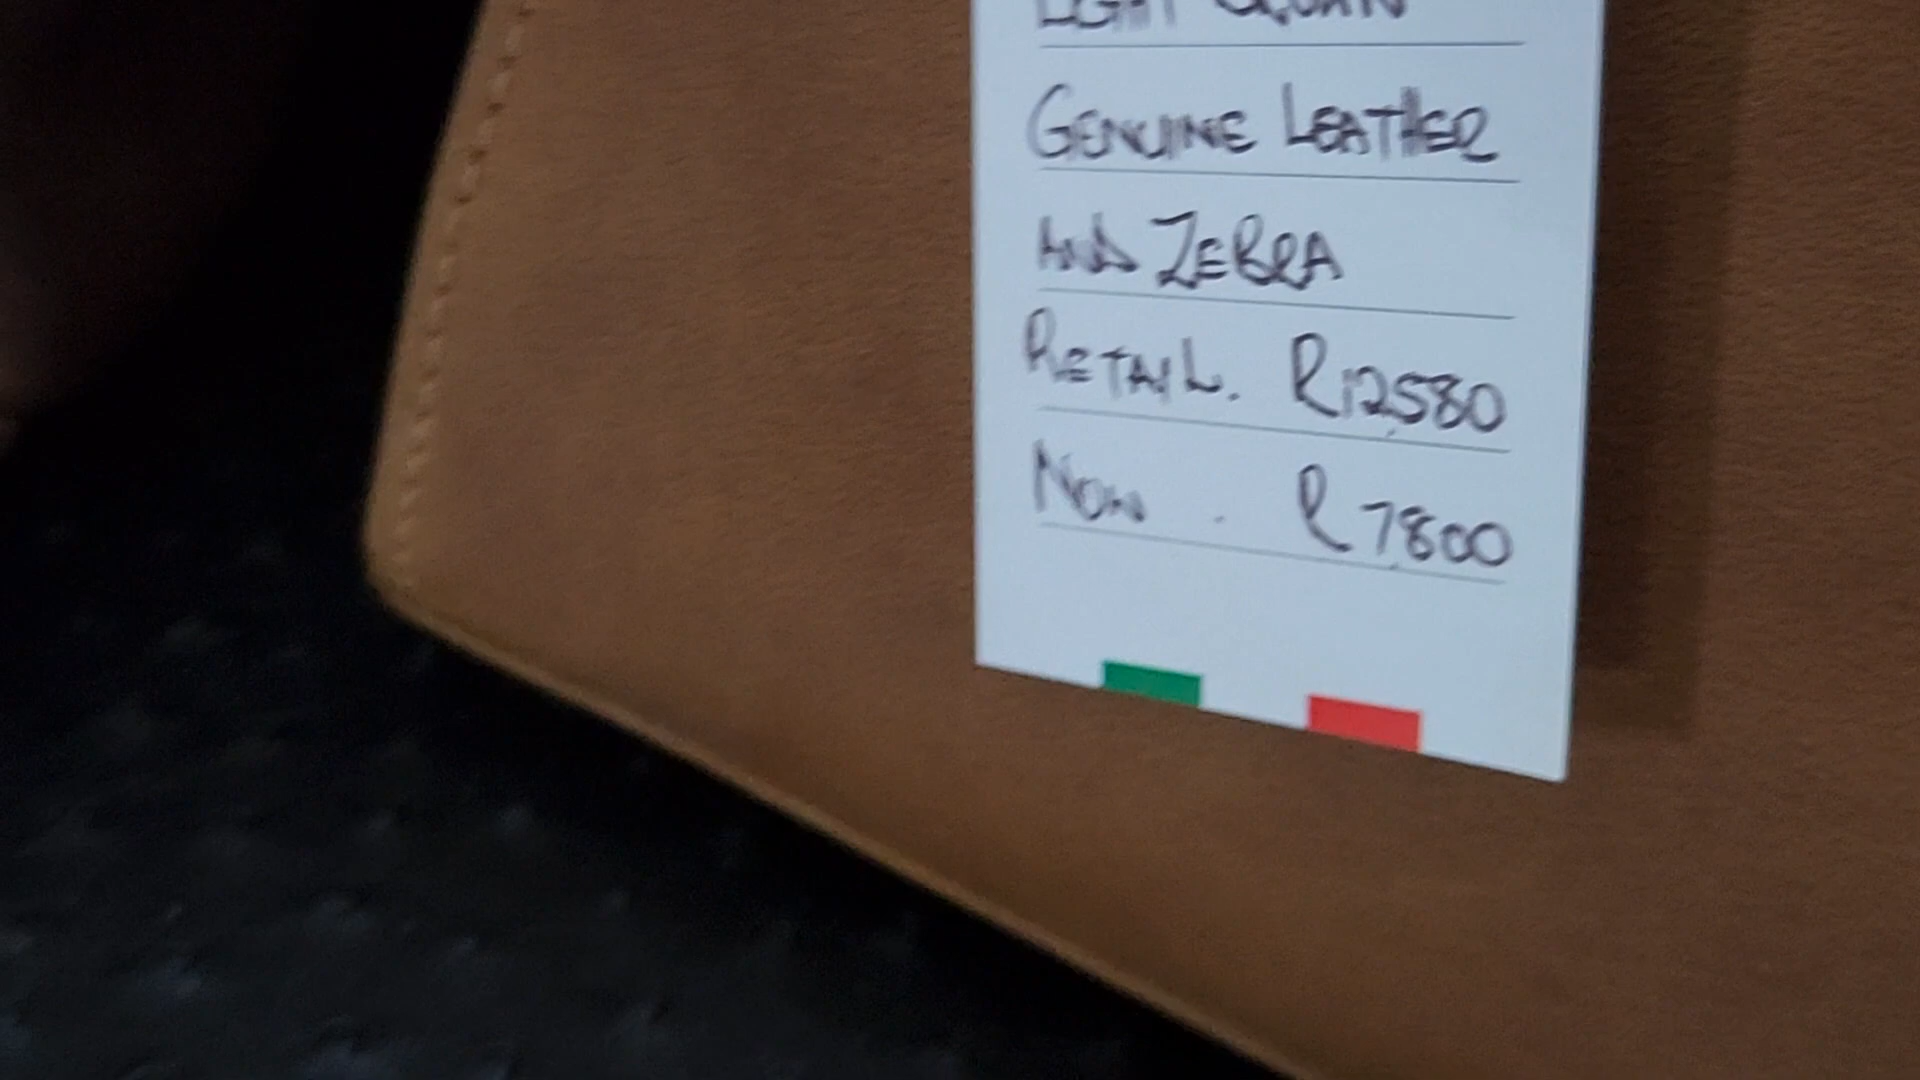 GENUINE LEATHER
AND ZEBRA
RETAIL. R12580
NOW . R7800